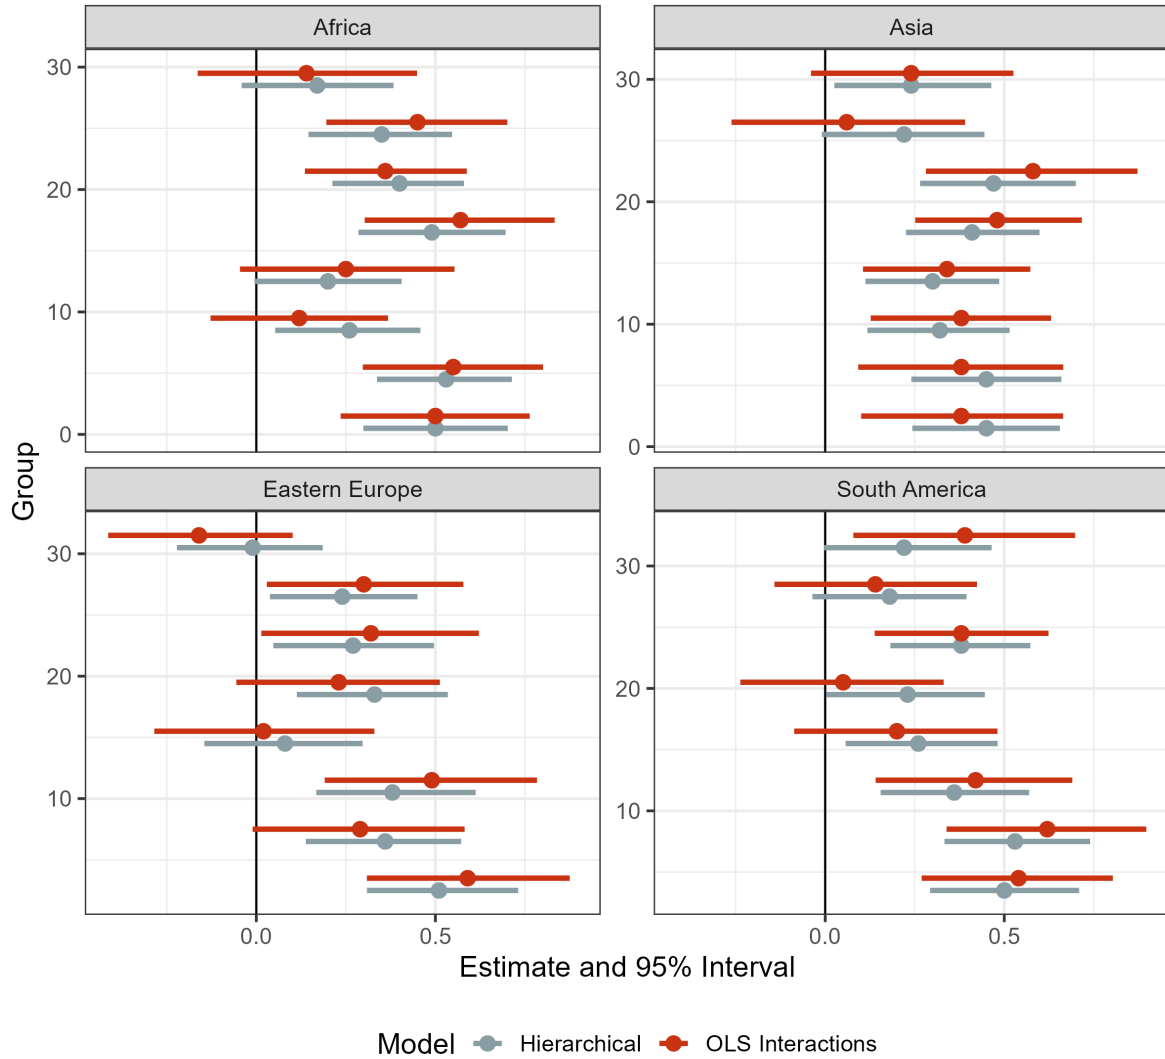 Africa
Asia
30
20
10
0
30
20
10
0
Group
Eastern Europe
South America
30
20
10
30
20
10
0.0
0.5
0.0
0.5
Estimate and 95% Interval
Model Hierarchical OLS Interactions